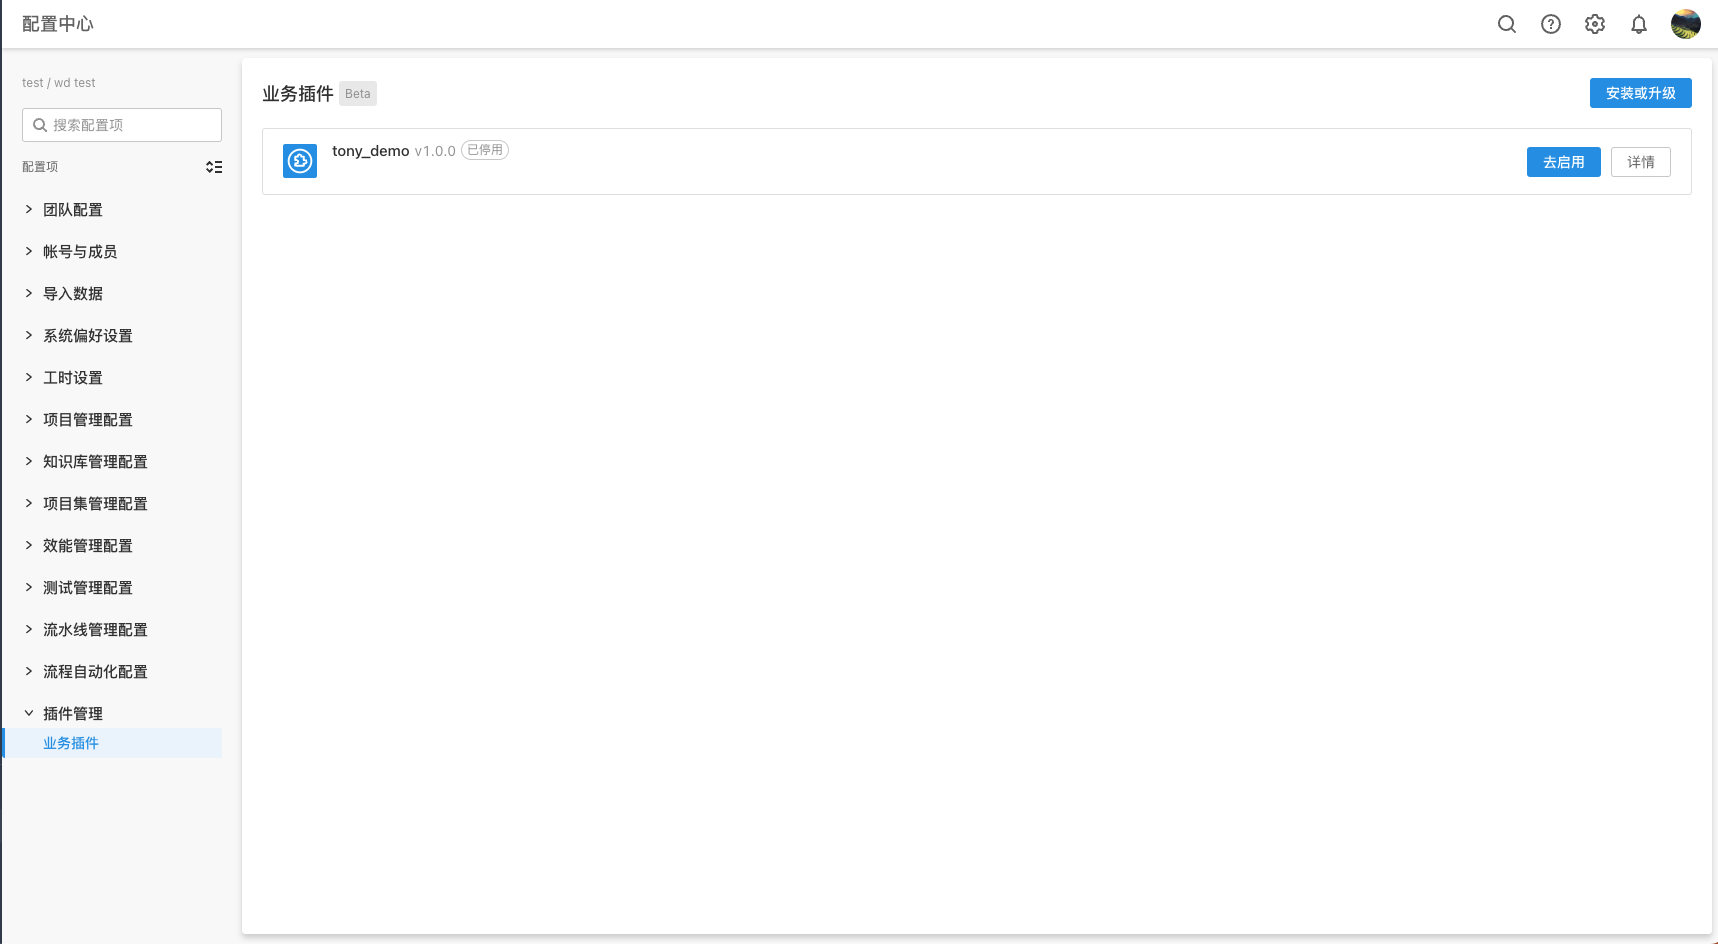 配置中心
test / wd test
搜索配置项
配置项
团队配置
帐号与成员
导入数据
系统偏好设置
工时设置
项目管理配置
知识库管理配置
项目集管理配置
效能管理配置
测试管理配置
流水线管理配置
流程自动化配置
插件管理
业务插件
业务插件 Beta
安装或升级
tony_demo v1.0.0 已停用
去启用 详情